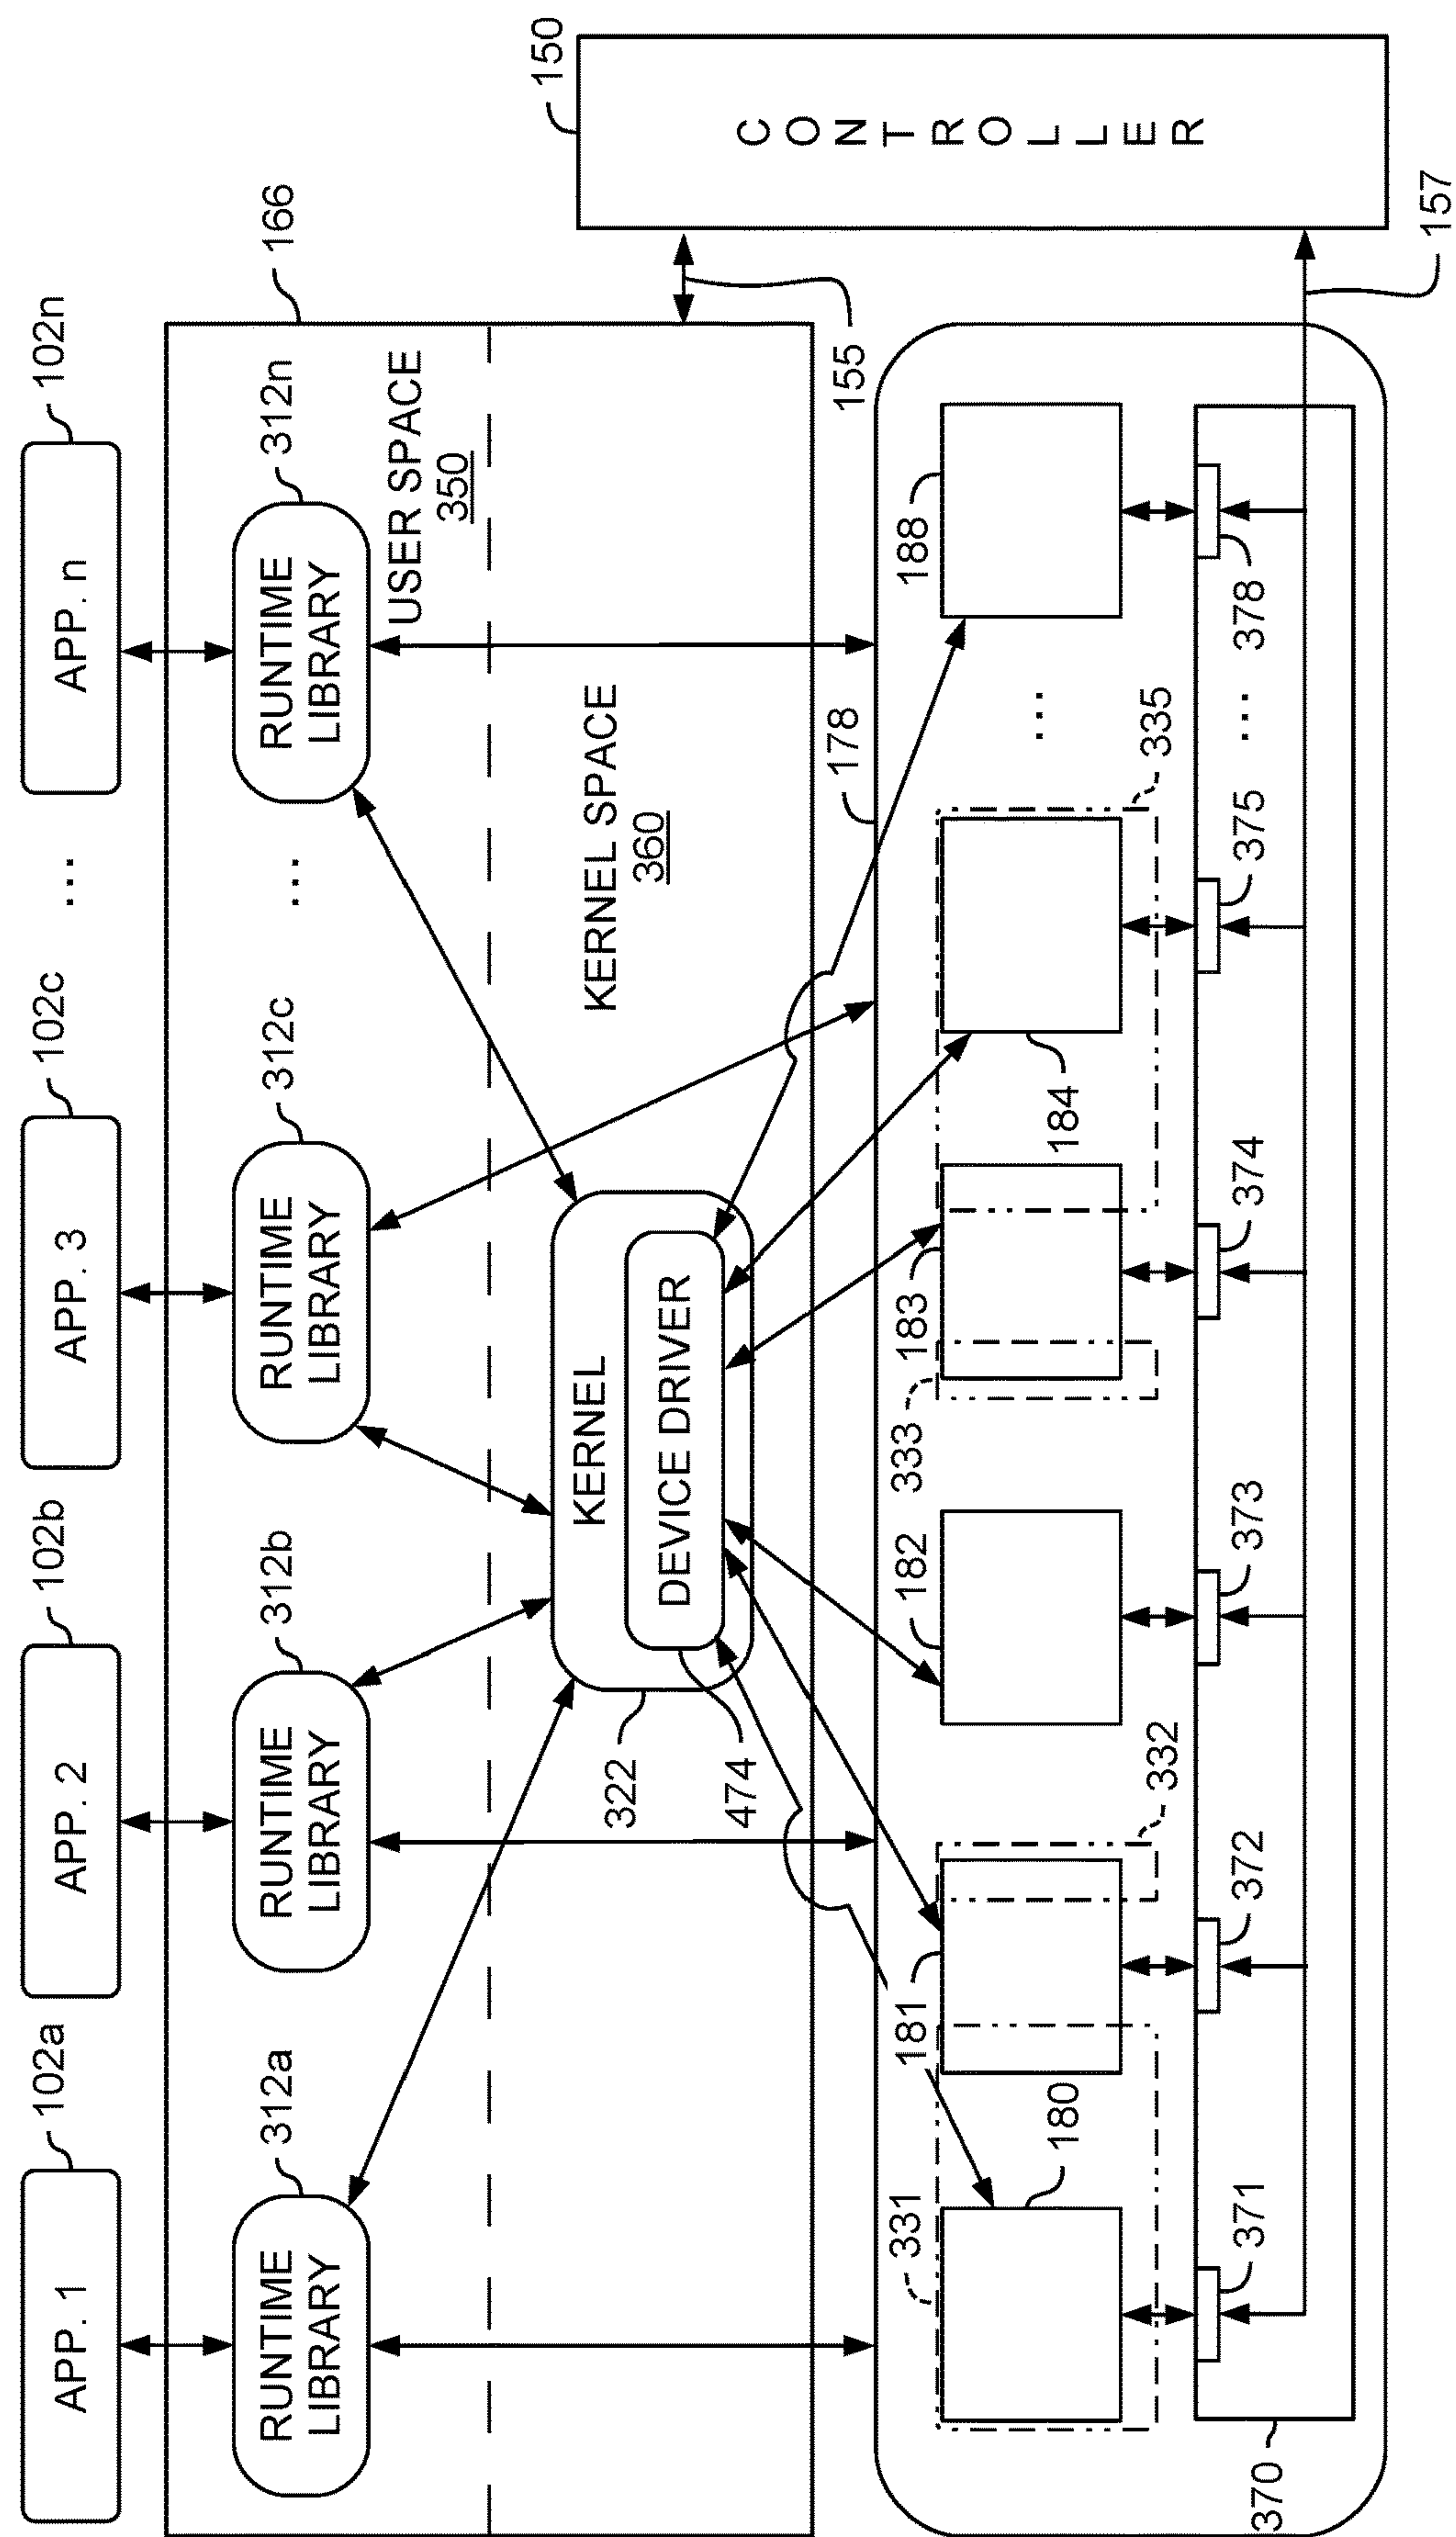 102a
102b
102c
102n
APP. 1
APP. 2
APP. 3
...
APP. n
166
312a
312b
312c
312n
RUNTIME
LIBRARY
RUNTIME
LIBRARY
RUNTIME
LIBRARY
...
RUNTIME
LIBRARY
USER SPACE
350
KERNEL
DEVICE DRIVER
KERNEL SPACE
360
322
474
150
CONTROLLER
155
178
331
181
182
333
183
188
180
184
332
335
...
371
372
373
374
375
...
378
370
157